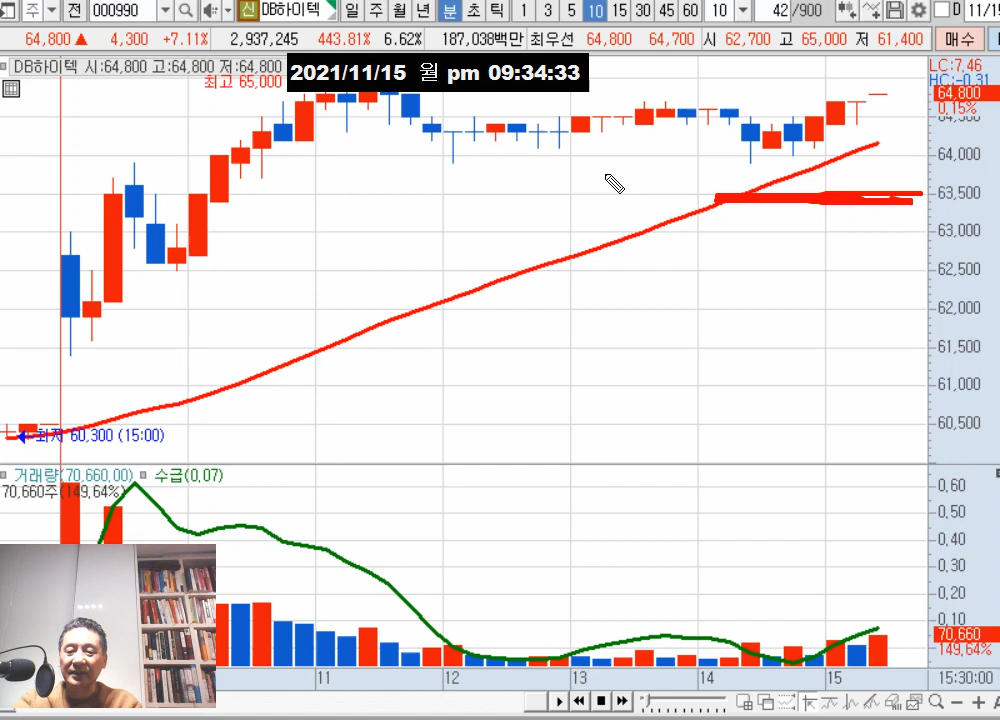 주 전 000990 신 DB하이텍 일 주 월 년 분 초 틱 1 3 5 10 15 30 45 60 10 42 /900 D 11/15
64,800 ▲ 4,300 +7.11% 2,937,245 443.81% 6.62% 187,038백만 최우선 64,800 64,700 시 62,700 고 65,000 저 61,400 매수
DB하이텍 시:64,800 고:64,800 저:64,800
2021/11/15 월 pm 09:34:33
LC:7.46
HC:-0.31
최고 65,000
64,800
0.15%
64,500
64,000
63,500
63,000
62,500
62,000
61,500
61,000
60,500
최저 60,300 (15:00)
거래량(70,660.00) 수급(0.07)
70,660주(149.64%)
0.60
0.50
0.40
0.30
0.20
0.10
70,660
149.64%
11 12 13 14 15 15:30:00